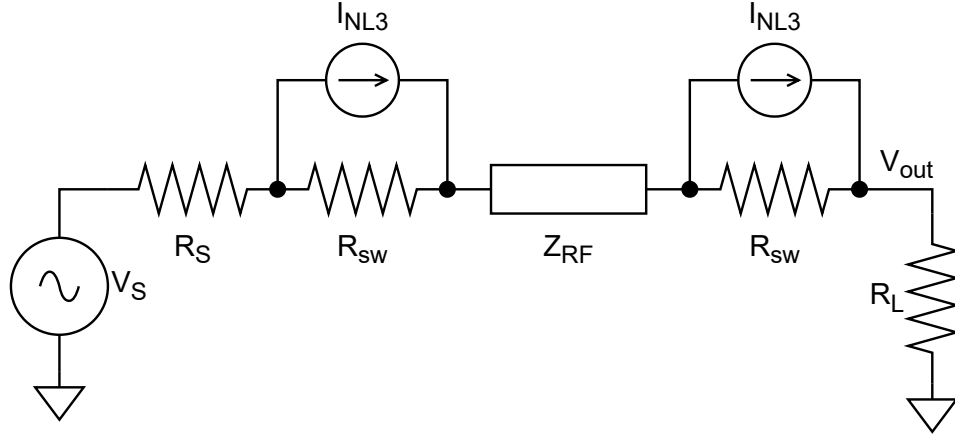 I_NL3
I_NL3
V_out
V_S
R_S
R_sw
Z_RF
R_sw
R_L